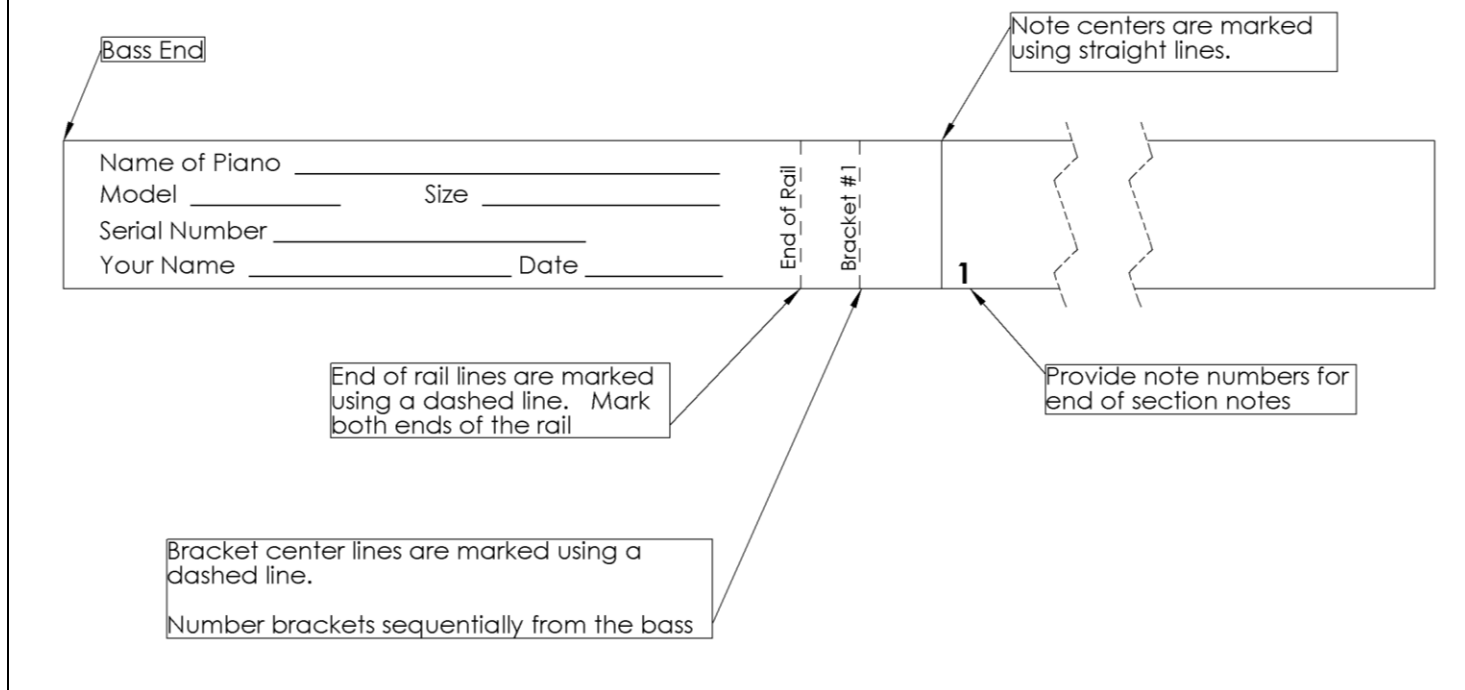 Note centers are marked
using straight lines.
Bass End
Name of Piano
Model Size
Serial Number
Your Name Date
End of Rail
Bracket #1
1
End of rail lines are marked
using a dashed line. Mark
both ends of the rail
Provide note numbers for
end of section notes
Bracket center lines are marked using a
dashed line.
Number brackets sequentially from the bass